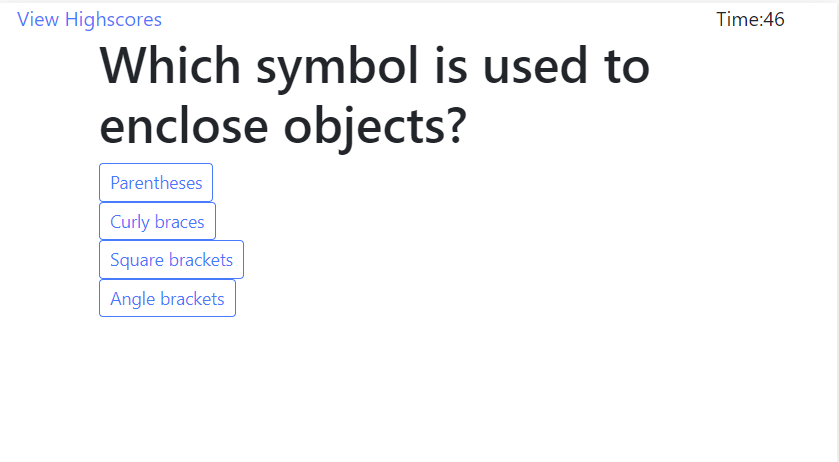 View Highscores
Time:46
Which symbol is used to
enclose objects?
Parentheses
Curly braces
Square brackets
Angle brackets